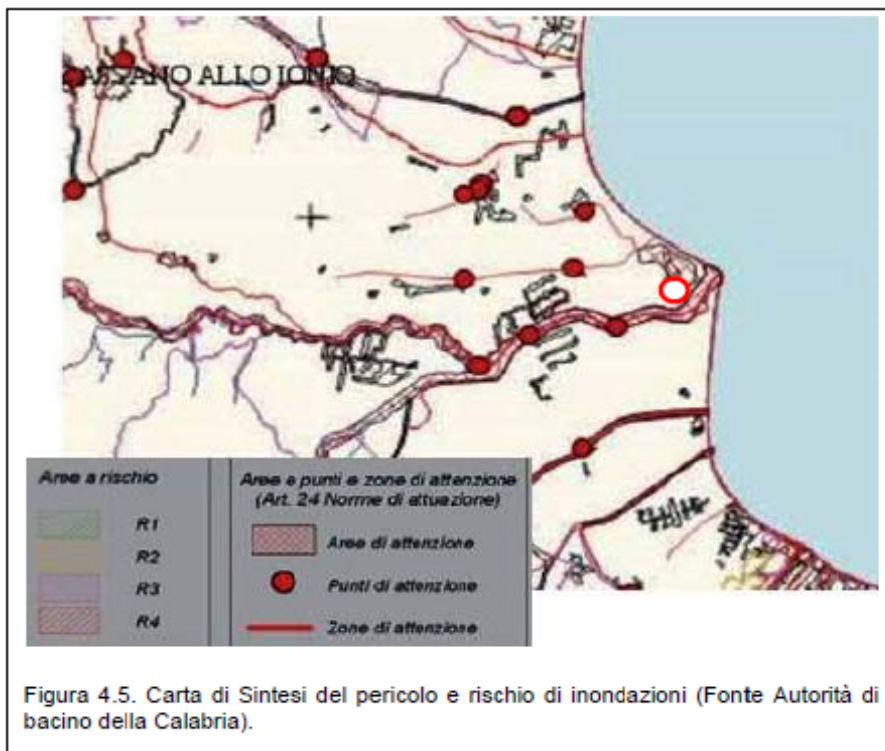 ASSANO ALLO IONIO
Aree a rischio
R1
R2
R3
R4
Aree e punti e zone di attenzione
(Art. 24 Norme di attuazione)
Aree di attenzione
Punti di attenzione
Zone di attenzione
Figura 4.5. Carta di Sintesi del pericolo e rischio di inondazioni (Fonte Autorità di
bacino della Calabria).